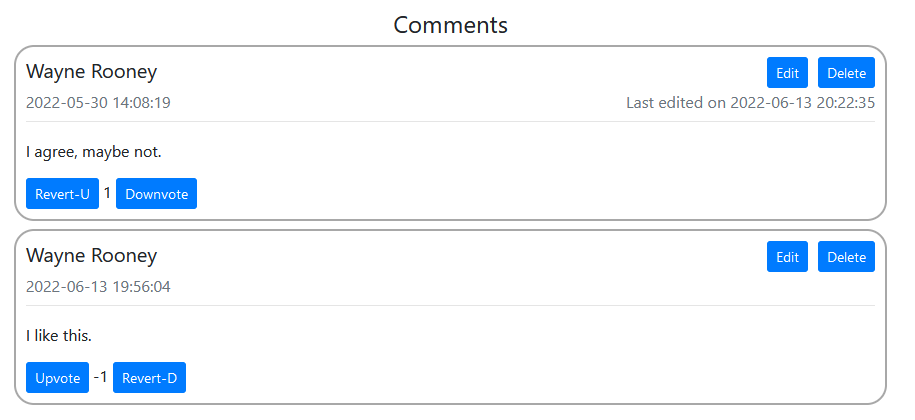 Comments
Wayne Rooney Edit Delete
2022-05-30 14:08:19 Last edited on 2022-06-13 20:22:35
I agree, maybe not.
Revert-U 1 Downvote
Wayne Rooney Edit Delete
2022-06-13 19:56:04
I like this.
Upvote -1 Revert-D